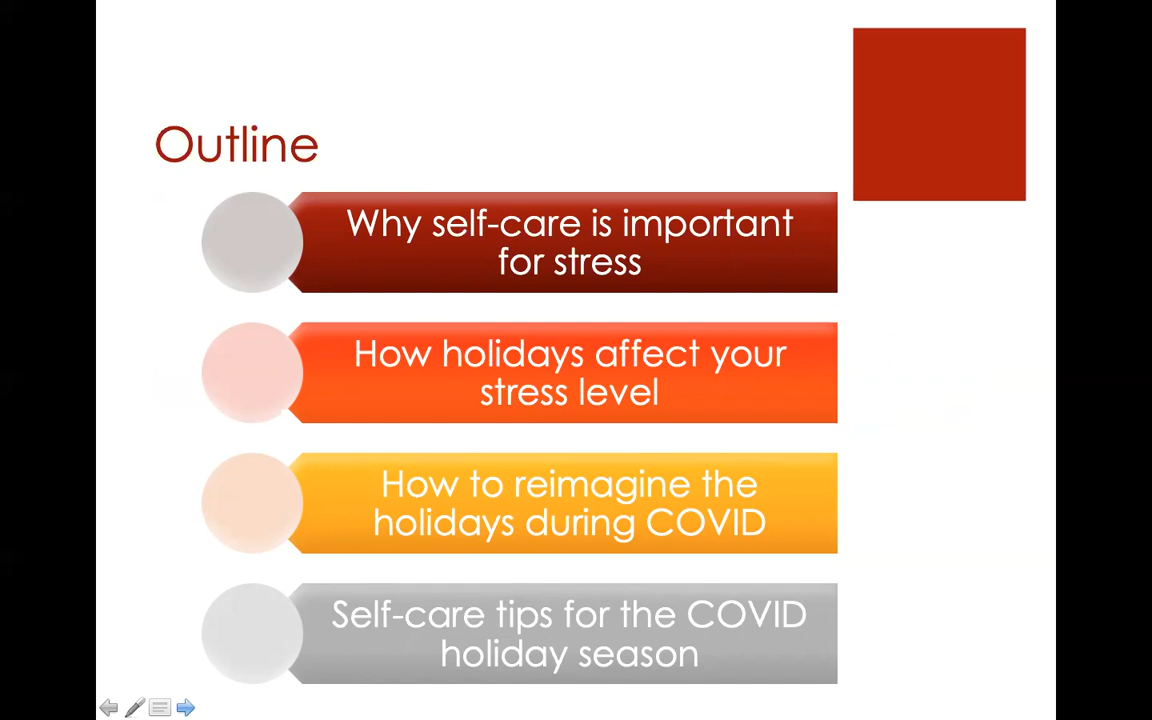 Outline
Why self-care is important
for stress
How holidays affect your
stress level
How to reimagine the
holidays during COVID
Self-care tips for the COVID
holiday season